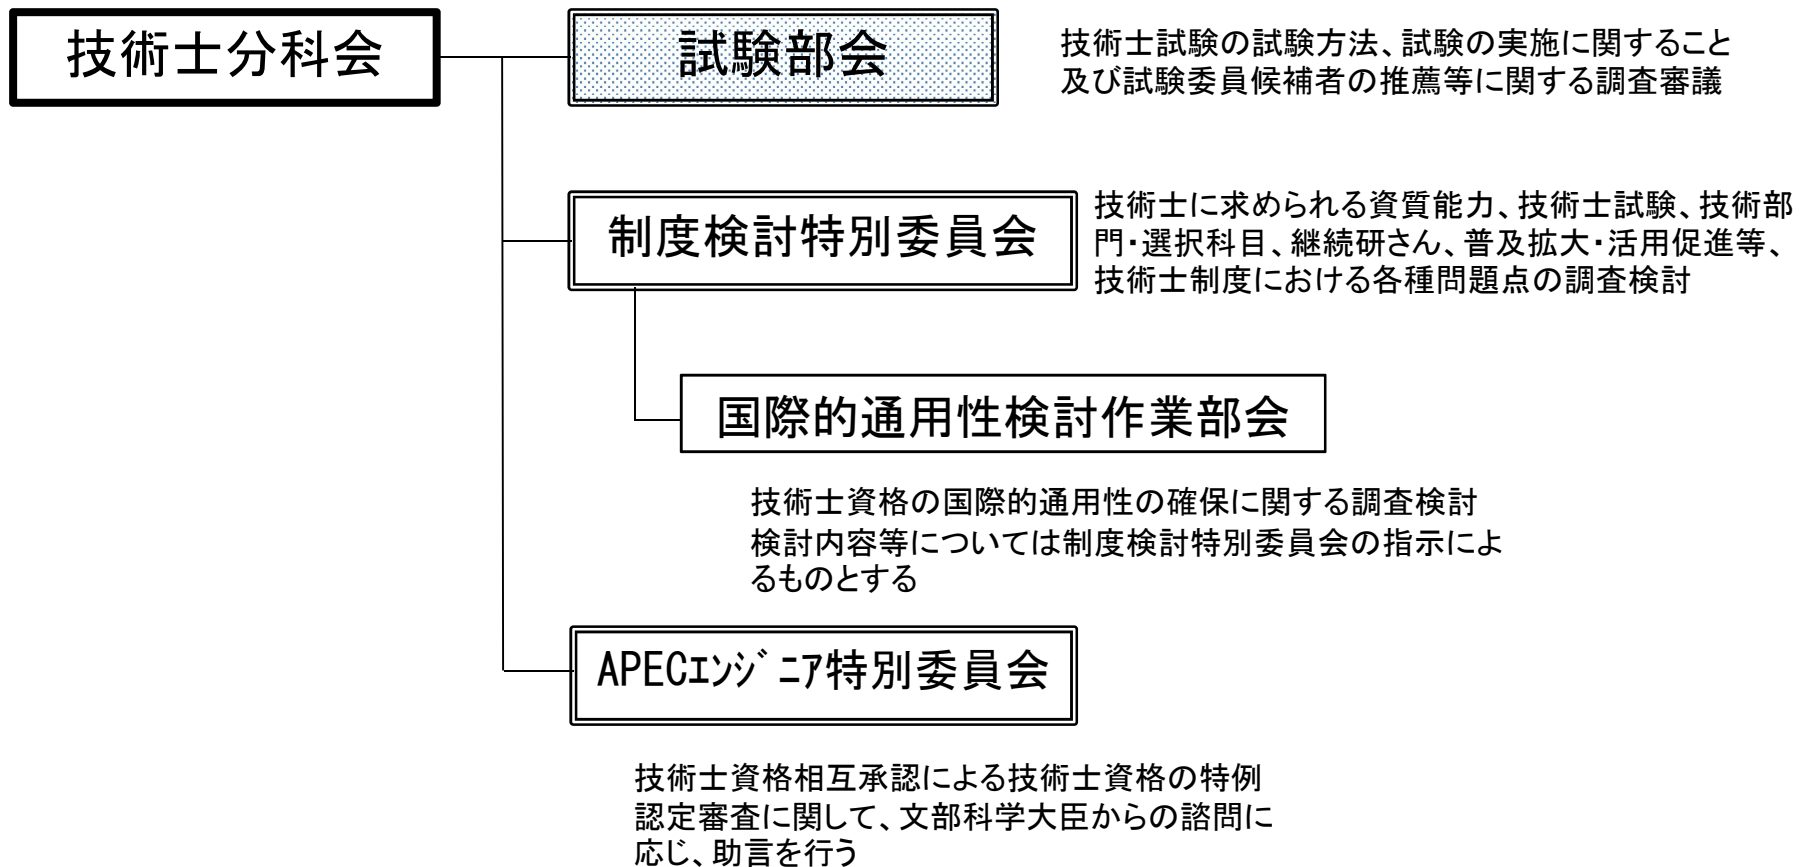 技術士分科会
試験部会
技術士試験の試験方法、試験の実施に関すること
及び試験委員候補者の推薦等に関する調査審議
制度検討特別委員会
技術士に求められる資質能力、技術士試験、技術部
門・選択科目、継続研さん、普及拡大・活用促進等、
技術士制度における各種問題点の調査検討
国際的通用性検討作業部会
技術士資格の国際的通用性の確保に関する調査検討
検討内容等については制度検討特別委員会の指示によ
るものとする
APECｴﾝｼﾞﾆｱ特別委員会
技術士資格相互承認による技術士資格の特例
認定審査に関して、文部科学大臣からの諮問に
応じ、助言を行う